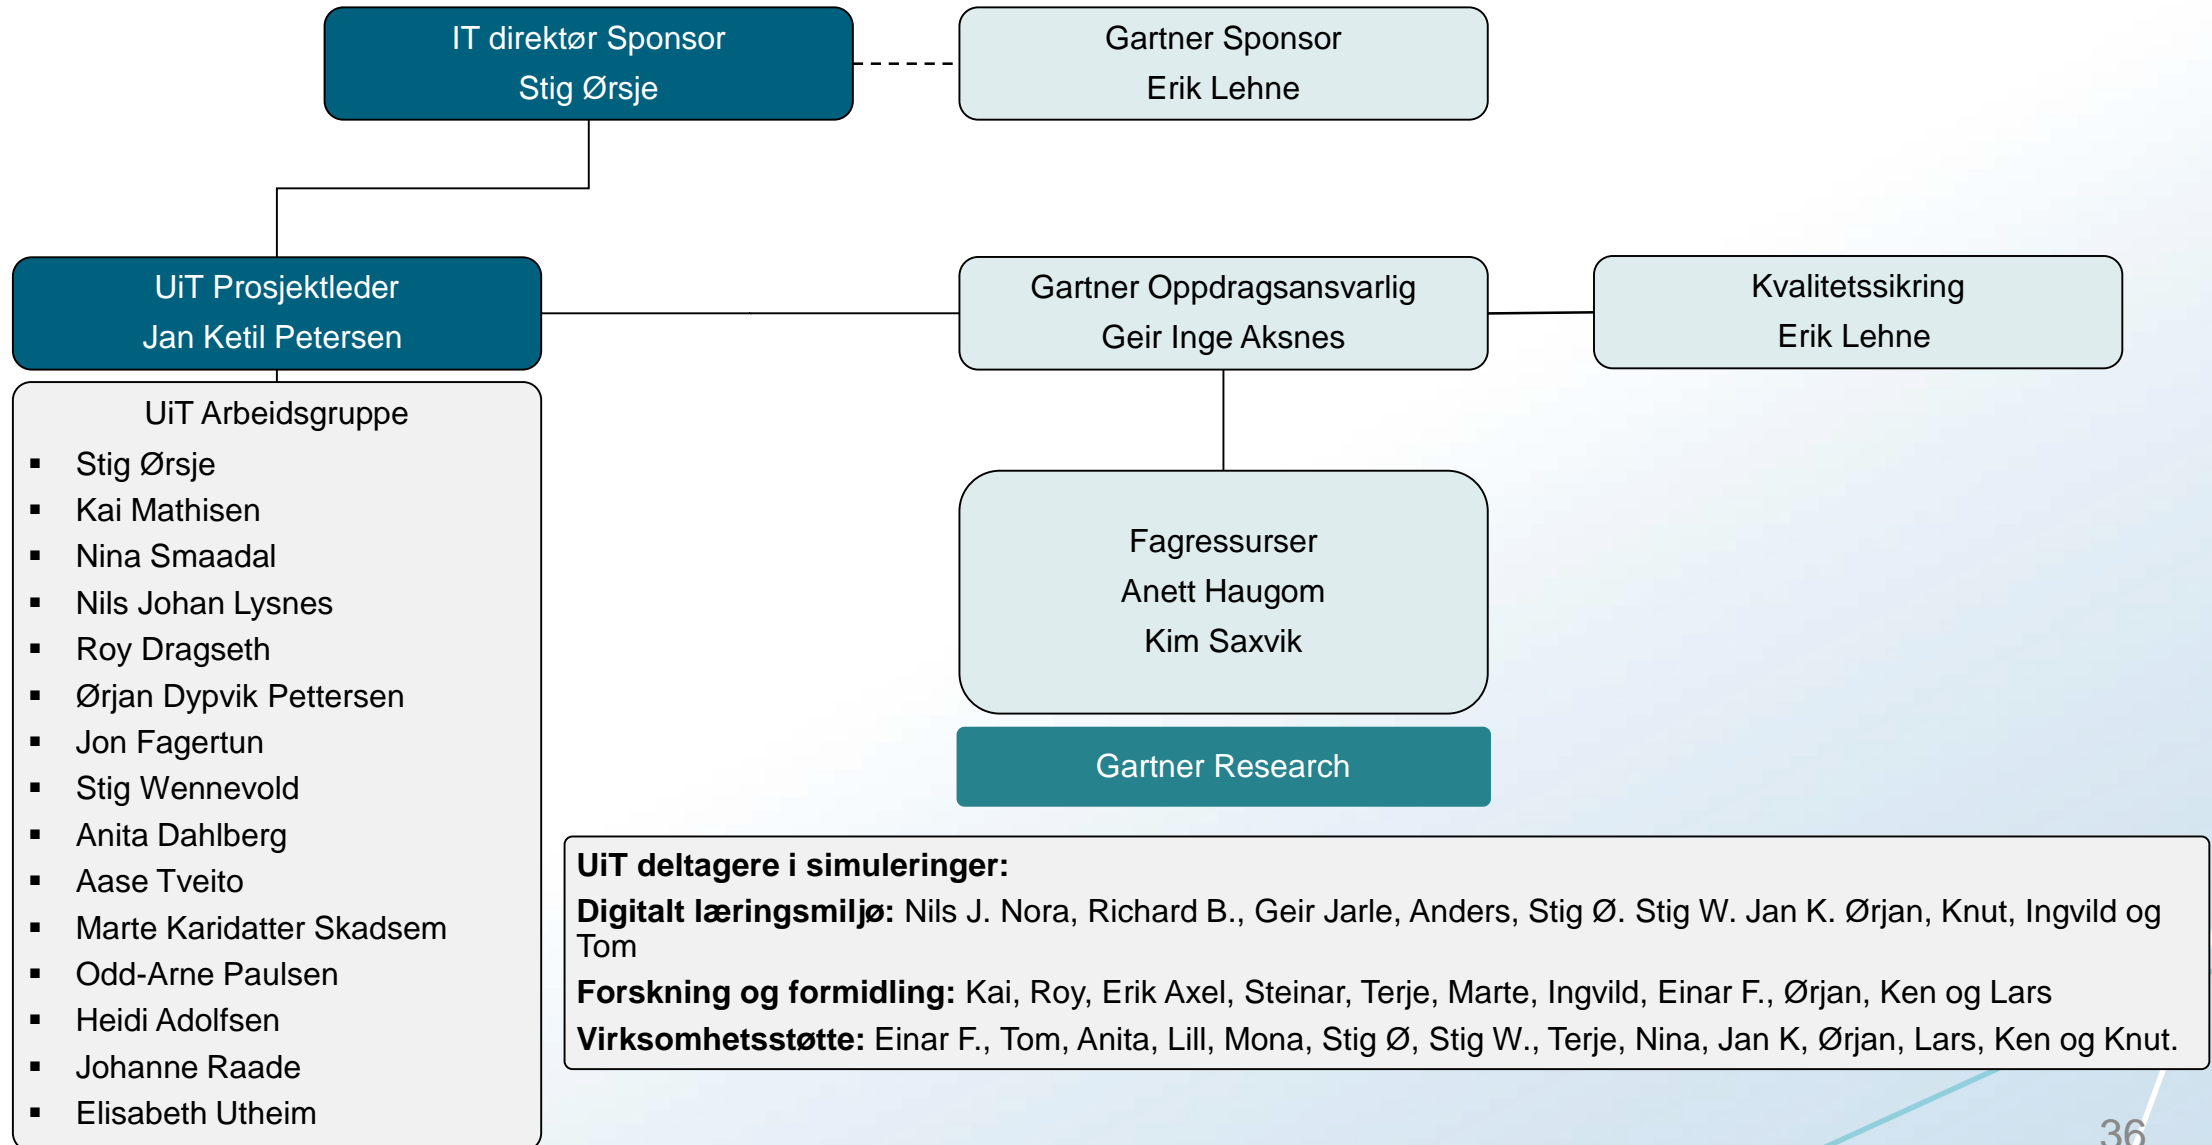 IT direktør Sponsor
Stig Ørsje
Gartner Sponsor
Erik Lehne
UiT Prosjektleder
Jan Ketil Petersen
Gartner Oppdragsansvarlig
Geir Inge Aksnes
Kvalitetssikring
Erik Lehne
UiT Arbeidsgruppe
▪ Stig Ørsje
▪ Kai Mathisen
▪ Nina Smaadal
▪ Nils Johan Lysnes
▪ Roy Dragseth
▪ Ørjan Dypvik Pettersen
▪ Jon Fagertun
▪ Stig Wennevold
▪ Anita Dahlberg
▪ Aase Tveito
▪ Marte Karidatter Skadsem
▪ Odd-Arne Paulsen
▪ Heidi Adolfsen
▪ Johanne Raade
▪ Elisabeth Utheim
Fagressurser
Anett Haugom
Kim Saxvik
Gartner Research
UiT deltagere i simuleringer:
Digitalt læringsmiljø: Nils J. Nora, Richard B., Geir Jarle, Anders, Stig Ø. Stig W. Jan K. Ørjan, Knut, Ingvild og
Tom
Forskning og formidling: Kai, Roy, Erik Axel, Steinar, Terje, Marte, Ingvild, Einar F., Ørjan, Ken og Lars
Virksomhetsstøtte: Einar F., Tom, Anita, Lill, Mona, Stig Ø, Stig W., Terje, Nina, Jan K, Ørjan, Lars, Ken og Knut.
36